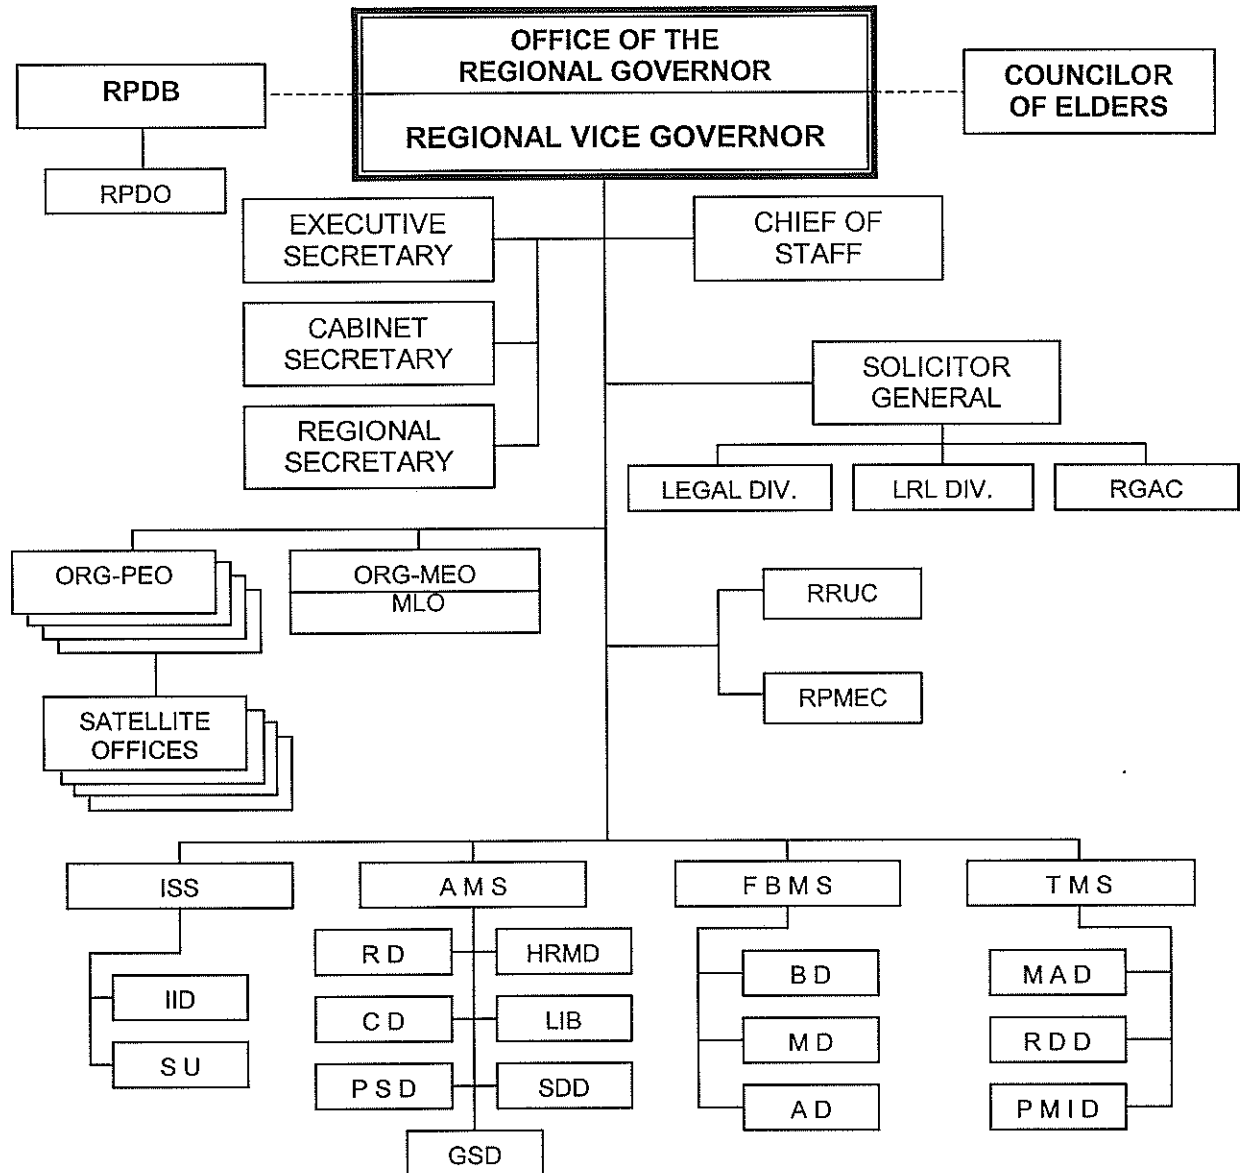 OFFICE OF THE
REGIONAL GOVERNOR
REGIONAL VICE GOVERNOR
RPDB
COUNCILOR
OF ELDERS
RPDO
EXECUTIVE
SECRETARY
CHIEF OF
STAFF
CABINET
SECRETARY
SOLICITOR
GENERAL
REGIONAL
SECRETARY
LEGAL DIV.
LRL DIV.
RGAC
ORG-PEO
ORG-MEO
MLO
RRUC
RPMEC
SATELLITE
OFFICES
ISS
A M S
F B M S
T M S
R D
HRMD
B D
M A D
IID
C D
LIB
M D
R D D
S U
P S D
SDD
A D
P M I D
GSD